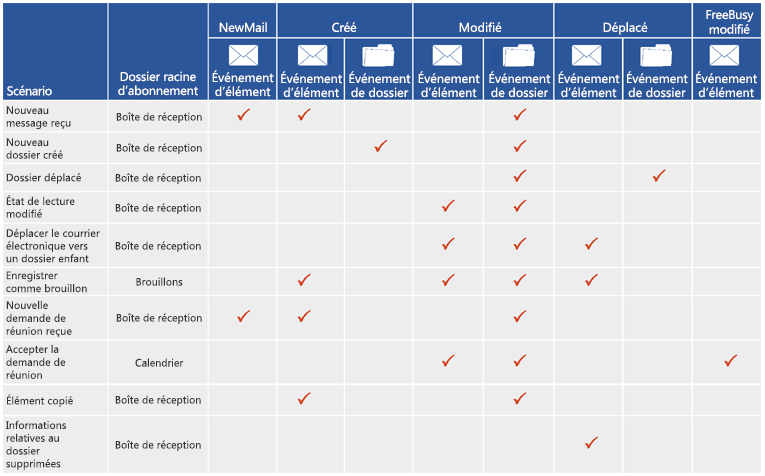 NewMail Créé Modifié Déplacé FreeBusy
modifié
Scénario Dossier racine
d'abonnement Événement
d'élément Événement
d'élément Événement
de dossier Événement
d'élément Événement
de dossier Événement
d'élément Événement
de dossier Événement
d'élément
Nouveau
message reçu
Boîte de réception
Nouveau
dossier créé
Boîte de réception
Dossier déplacé
Boîte de réception
État de lecture
modifié
Boîte de réception
Déplacer le courrier
électronique vers
un dossier enfant
Boîte de réception
Enregistrer
comme brouillon
Brouillons
Nouvelle
demande de
réunion reçue
Boîte de réception
Accepter la
demande de
réunion
Calendrier
Élément copié
Boîte de réception
Informations
relatives au
dossier
supprimées
Boîte de réception